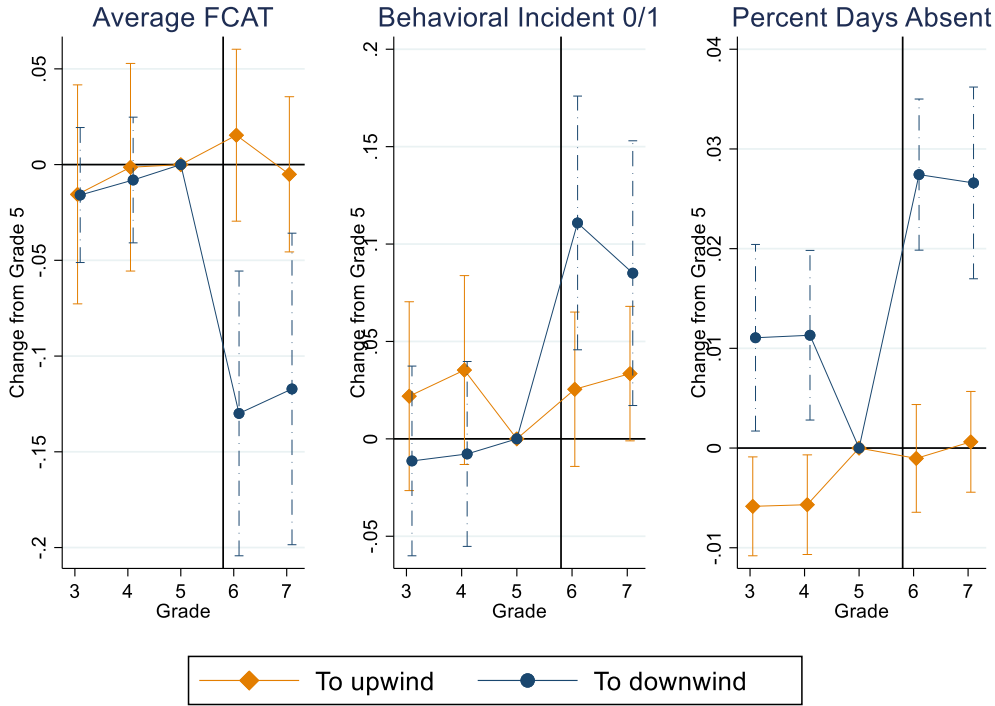 Average FCAT
Behavioral Incident 0/1
Percent Days Absent
Change from Grade 5
.05
0
-.05
-.1
-.15
-.2
3 4 5 6 7
Grade
Change from Grade 5
.2
.15
.1
.05
0
-.05
3 4 5 6 7
Grade
Change from Grade 5
.04
.03
.02
.01
0
-.01
3 4 5 6 7
Grade
To upwind
To downwind